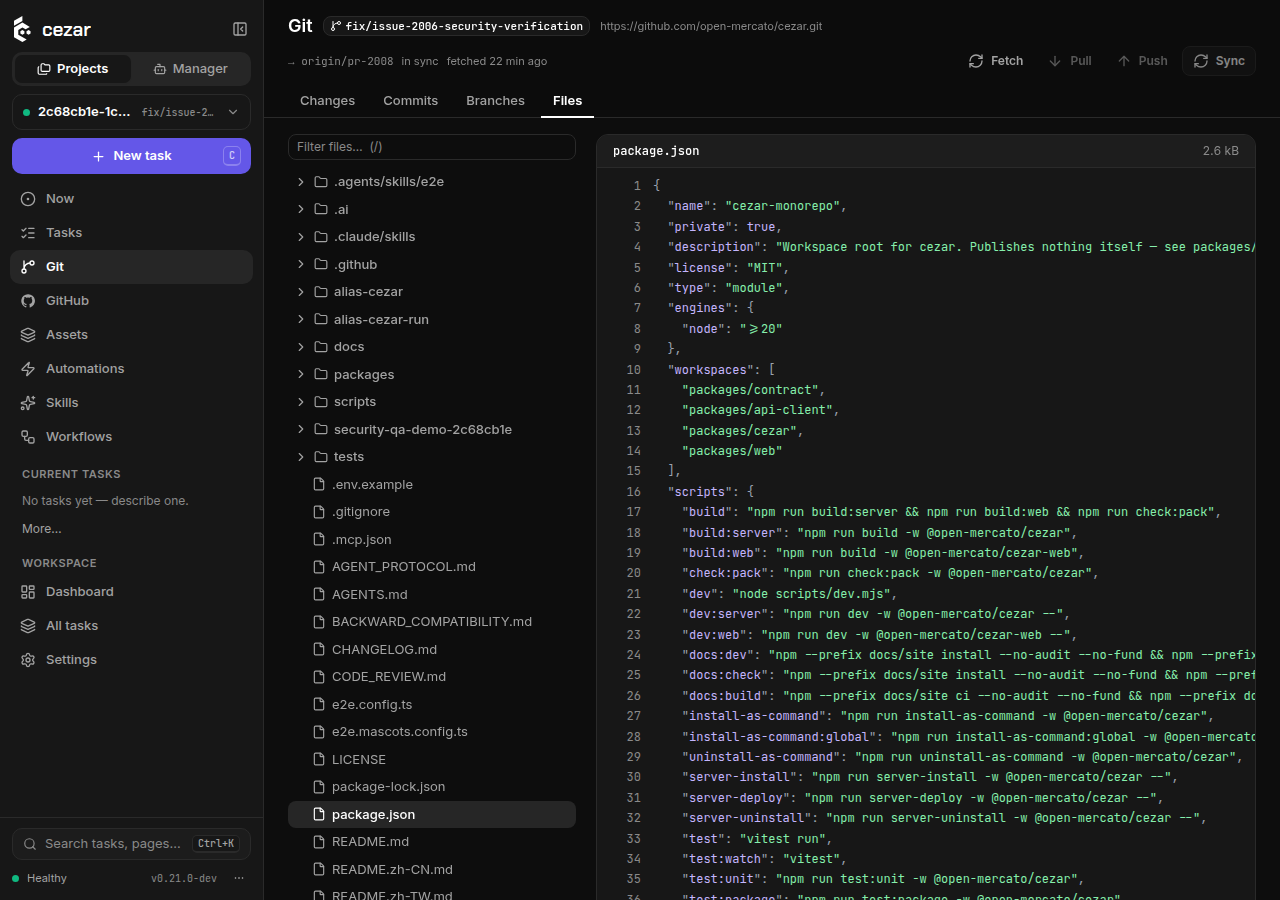 cezar
Projects
Manager
2c68cb1e-1c... fix/issue-2...
New task C
Now
Tasks
Git
GitHub
Assets
Automations
Skills
Workflows
CURRENT TASKS
No tasks yet — describe one.
More...
WORKSPACE
Dashboard
All tasks
Settings
Search tasks, pages... Ctrl+K
Healthy v0.21.0-dev ...
Git fix/issue-2006-security-verification https://github.com/open-mercato/cezar.git
→ origin/pr-2008 in sync fetched 22 min ago
Fetch Pull Push Sync
Changes Commits Branches Files
Filter files... (/)
.agents/skills/e2e
.ai
.claude/skills
.github
alias-cezar
alias-cezar-run
docs
packages
scripts
security-qa-demo-2c68cb1e
tests
.env.example
.gitignore
.mcp.json
AGENT_PROTOCOL.md
AGENTS.md
BACKWARD_COMPATIBILITY.md
CHANGELOG.md
CODE_REVIEW.md
e2e.config.ts
e2e.mascots.config.ts
LICENSE
package-lock.json
package.json
README.md
README.zh-CN.md
README.zh-TW.md
package.json 2.6 kB
1 {
2 "name": "cezar-monorepo",
3 "private": true,
4 "description": "Workspace root for cezar. Publishes nothing itself — see packages/
5 "license": "MIT",
6 "type": "module",
7 "engines": {
8 "node": ">=20"
9 },
10 "workspaces": [
11 "packages/contract",
12 "packages/api-client",
13 "packages/cezar",
14 "packages/web"
15 ],
16 "scripts": {
17 "build": "npm run build:server && npm run build:web && npm run check:pack",
18 "build:server": "npm run build -w @open-mercato/cezar",
19 "build:web": "npm run build -w @open-mercato/cezar-web",
20 "check:pack": "npm run check:pack -w @open-mercato/cezar",
21 "dev": "node scripts/dev.mjs",
22 "dev:server": "npm run dev -w @open-mercato/cezar --",
23 "dev:web": "npm run dev -w @open-mercato/cezar-web --",
24 "docs:dev": "npm --prefix docs/site install --no-audit --no-fund && npm --prefix
25 "docs:check": "npm --prefix docs/site install --no-audit --no-fund && npm --pref
26 "docs:build": "npm --prefix docs/site ci --no-audit --no-fund && npm --prefix do
27 "install-as-command": "npm run install-as-command -w @open-mercato/cezar",
28 "install-as-command:global": "npm run install-as-command:global -w @open-mercato
29 "uninstall-as-command": "npm run uninstall-as-command -w @open-mercato/cezar",
30 "server-install": "npm run server-install -w @open-mercato/cezar --",
31 "server-deploy": "npm run server-deploy -w @open-mercato/cezar --",
32 "server-uninstall": "npm run server-uninstall -w @open-mercato/cezar --",
33 "test": "vitest run",
34 "test:watch": "vitest",
35 "test:unit": "npm run test:unit -w @open-mercato/cezar",
36 "test:package": "npm run test:package -w @open-mercato/cezar",